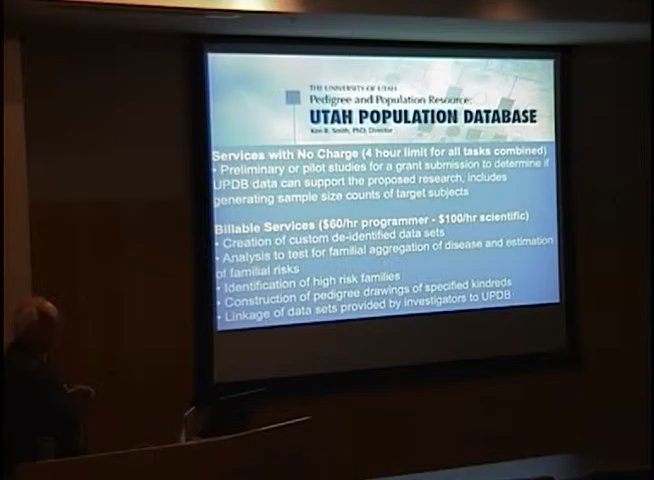 THE UNIVERSITY OF UTAH
Pedigree and Population Resource:
UTAH POPULATION DATABASE
Ken R. Smith, PhD, Director
Services with No Charge (4 hour limit for all tasks combined)
• Preliminary or pilot studies for a grant submission to determine if
UPDB data can support the proposed research, includes
generating sample size counts of target subjects
Billable Services ($60/hr programmer - $100/hr scientific)
• Creation of custom de-identified data sets
• Analysis to test for familial aggregation of disease and estimation
of familial risks
• Identification of high risk families
• Construction of pedigree drawings of specified kindreds
• Linkage of data sets provided by investigators to UPDB